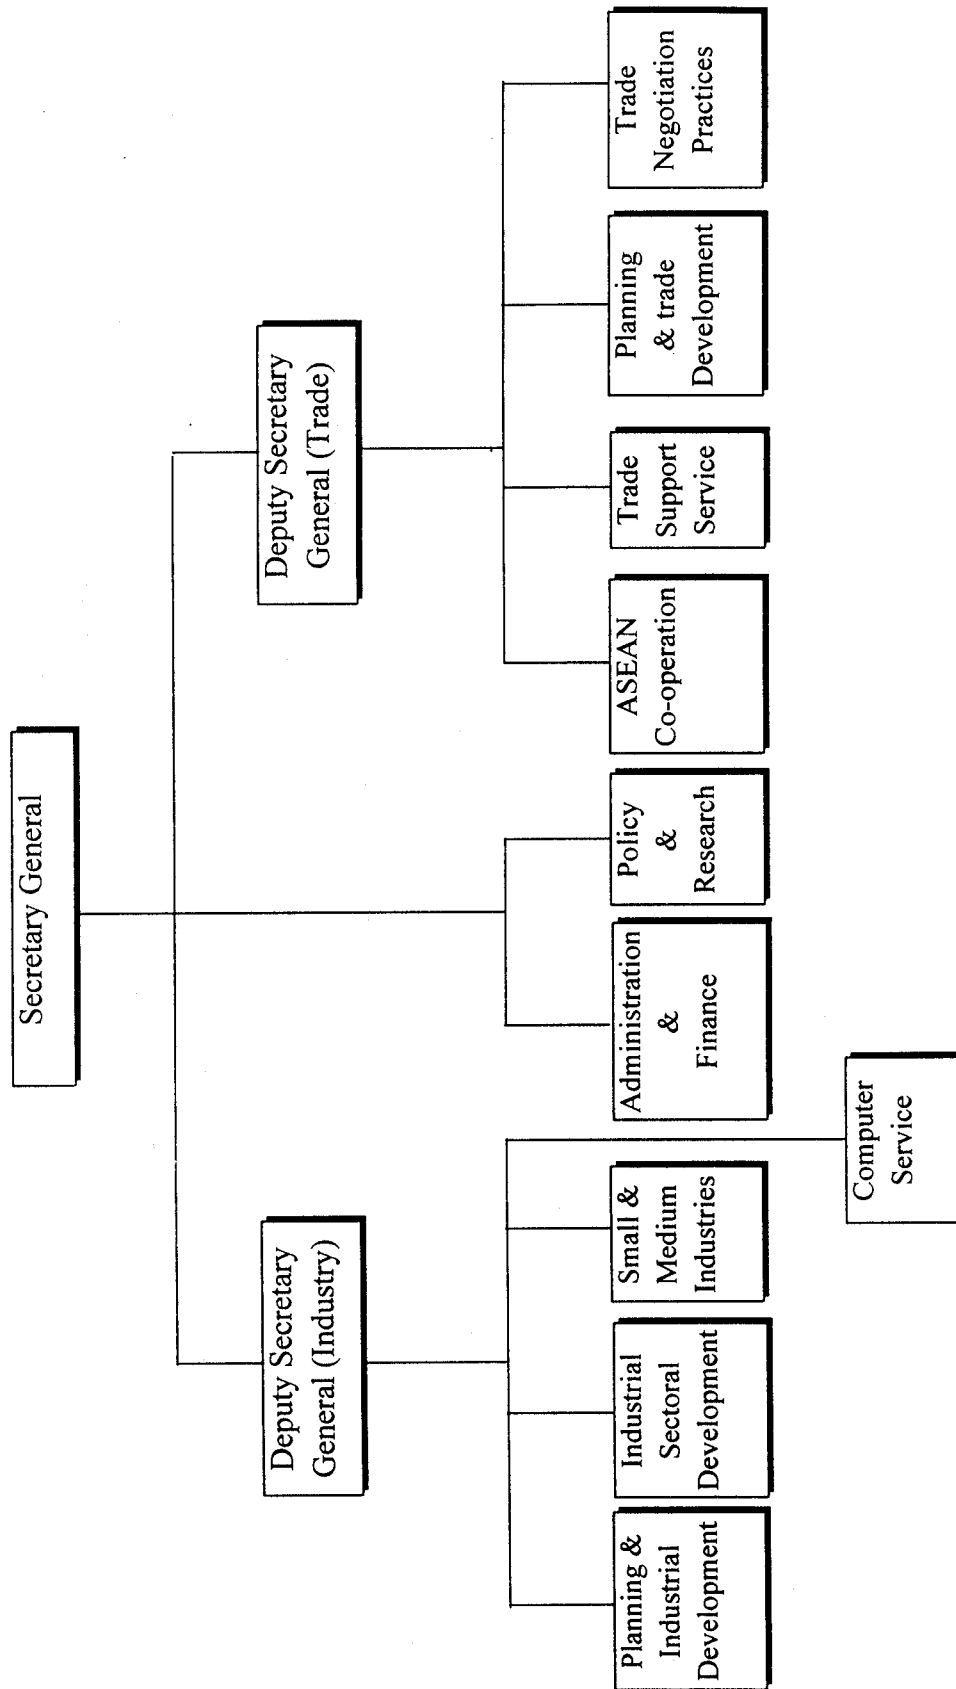 Secretary General
Deputy Secretary
General (Industry)
Deputy Secretary
General (Trade)
Planning &
Industrial
Development
Industrial
Sectoral
Development
Small &
Medium
Industries
Administration
&
Finance
Policy
&
Research
ASEAN
Co-operation
Trade
Support
Service
Planning
& trade
Development
Trade
Negotiation
Practices
Computer
Service